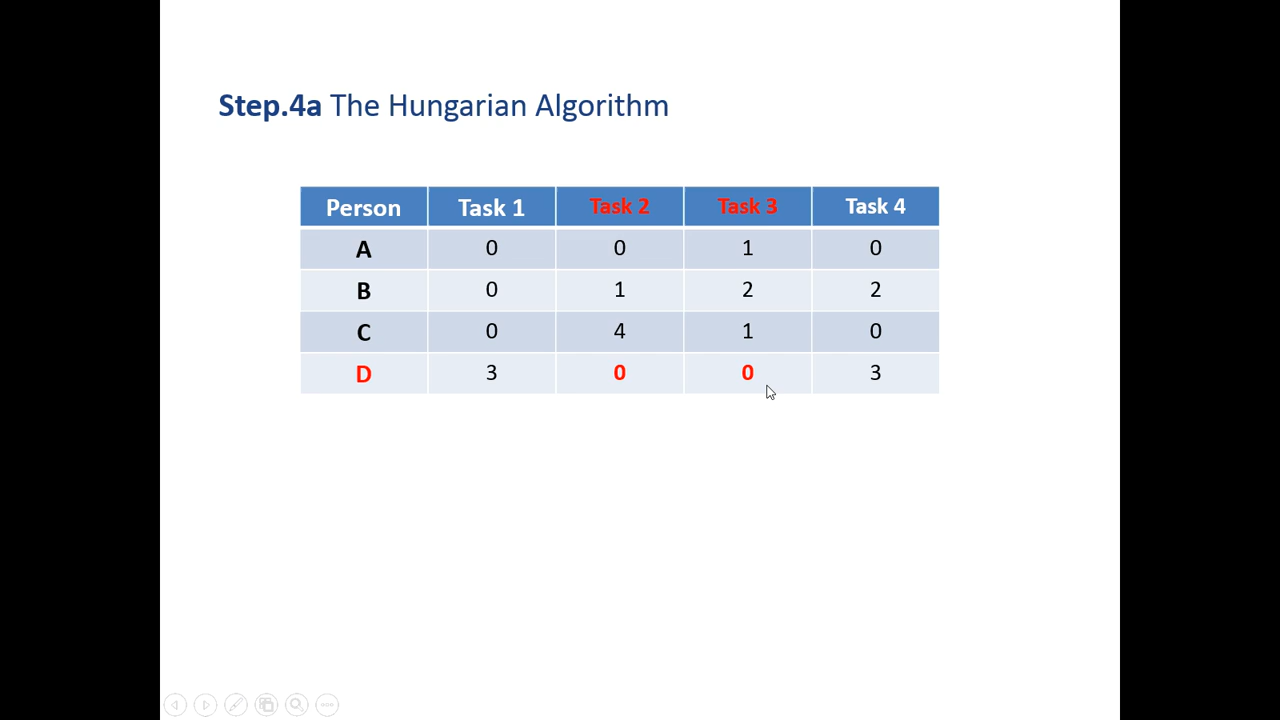 Step.4a The Hungarian Algorithm
Person Task 1 Task 2 Task 3 Task 4
A 0 0 1 0
B 0 1 2 2
C 0 4 1 0
D 3 0 0 3